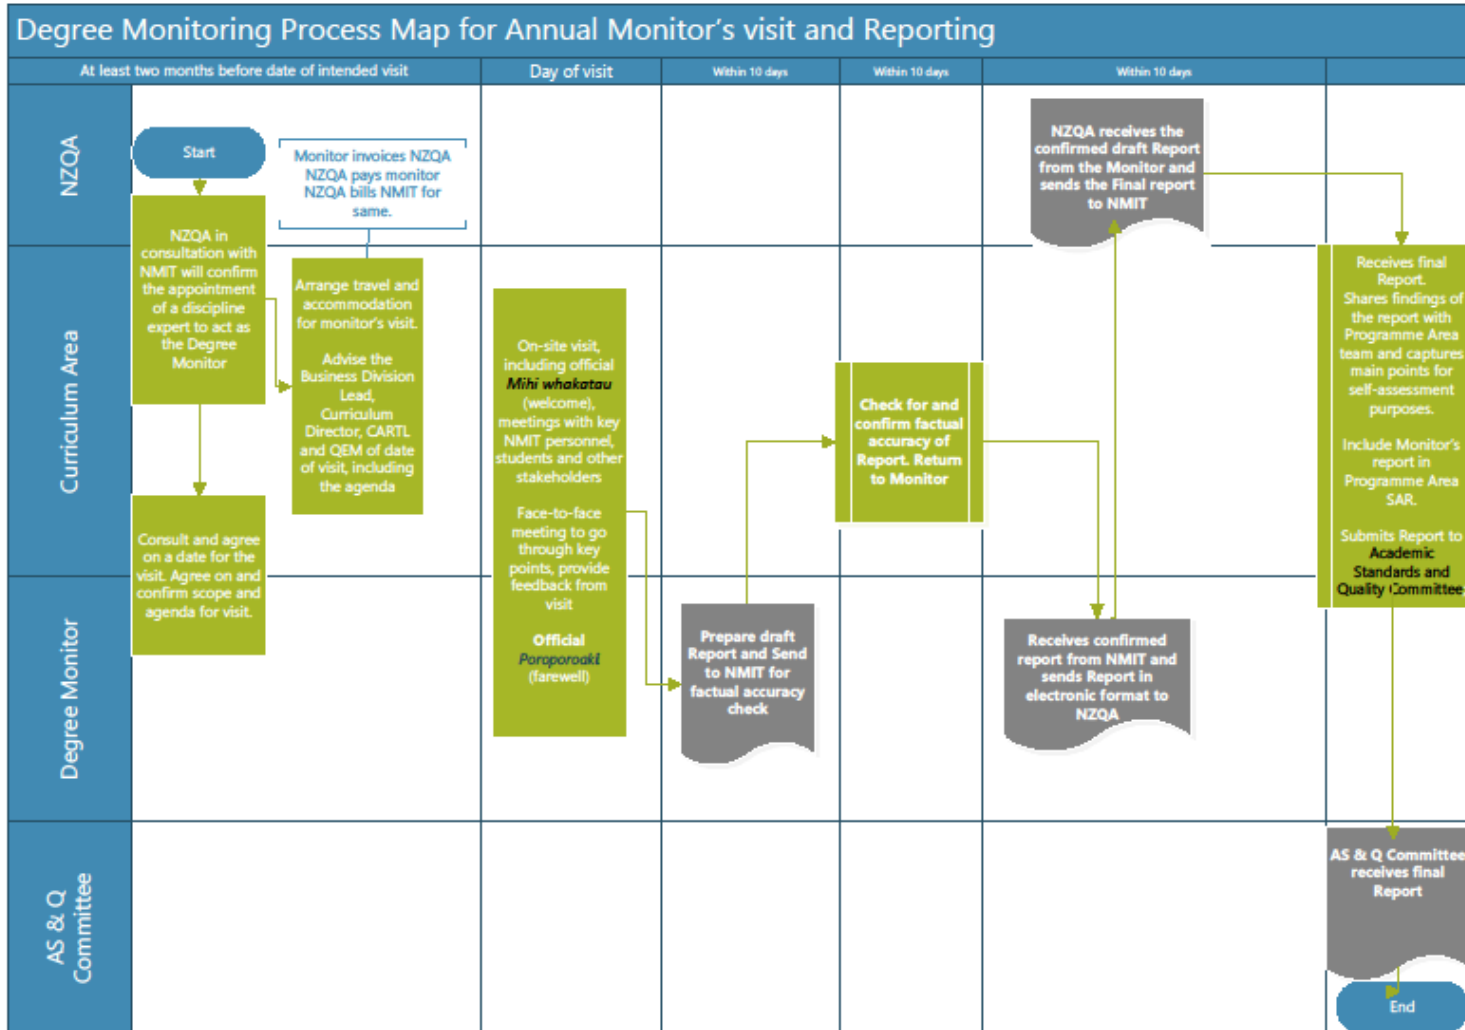 Degree Monitoring Process Map for Annual Monitor's visit and Reporting
At least two months before date of intended visit
Day of visit
Within 10 days
Within 10 days
Within 10 days
NZQA
Start
Monitor invoices NZQA
NZQA pays monitor
NZQA bills NMIT for
same.
NZQA in
consultation with
NMIT will confirm
the appointment
of a discipline
expert to act as
the Degree
Monitor
NZQA receives the
confirmed draft Report
from the Monitor and
sends the Final report
to NMIT
Curriculum Area
Arrange travel and
accommodation
for monitor's visit.
Advise the
Business Division
Lead,
Curriculum
Director, CARTL
and QEM of date
of visit, including
the agenda
Consult and agree
on a date for the
visit. Agree on and
confirm scope and
agenda for visit.
On-site visit,
including official
Mihi whakatau
(welcome),
meetings with key
NMIT personnel,
students and other
stakeholders
Face-to-face
meeting to go
through key
points, provide
feedback from
visit
Official
Poroporoakī
(farewell)
Check for and
confirm factual
accuracy of
Report. Return
to Monitor
Receives final
Report.
Shares findings of
the report with
Programme Area
team and captures
main points for
self-assessment
purposes.
Include Monitor's
report in
Programme Area
SAR.
Submits Report to
Academic
Standards and
Quality Committee
Degree Monitor
Prepare draft
Report and Send
to NMIT for
factual accuracy
check
Receives confirmed
report from NMIT and
sends Report in
electronic format to
NZQA
AS & Q
Committee
AS & Q Committee
receives final
Report
End